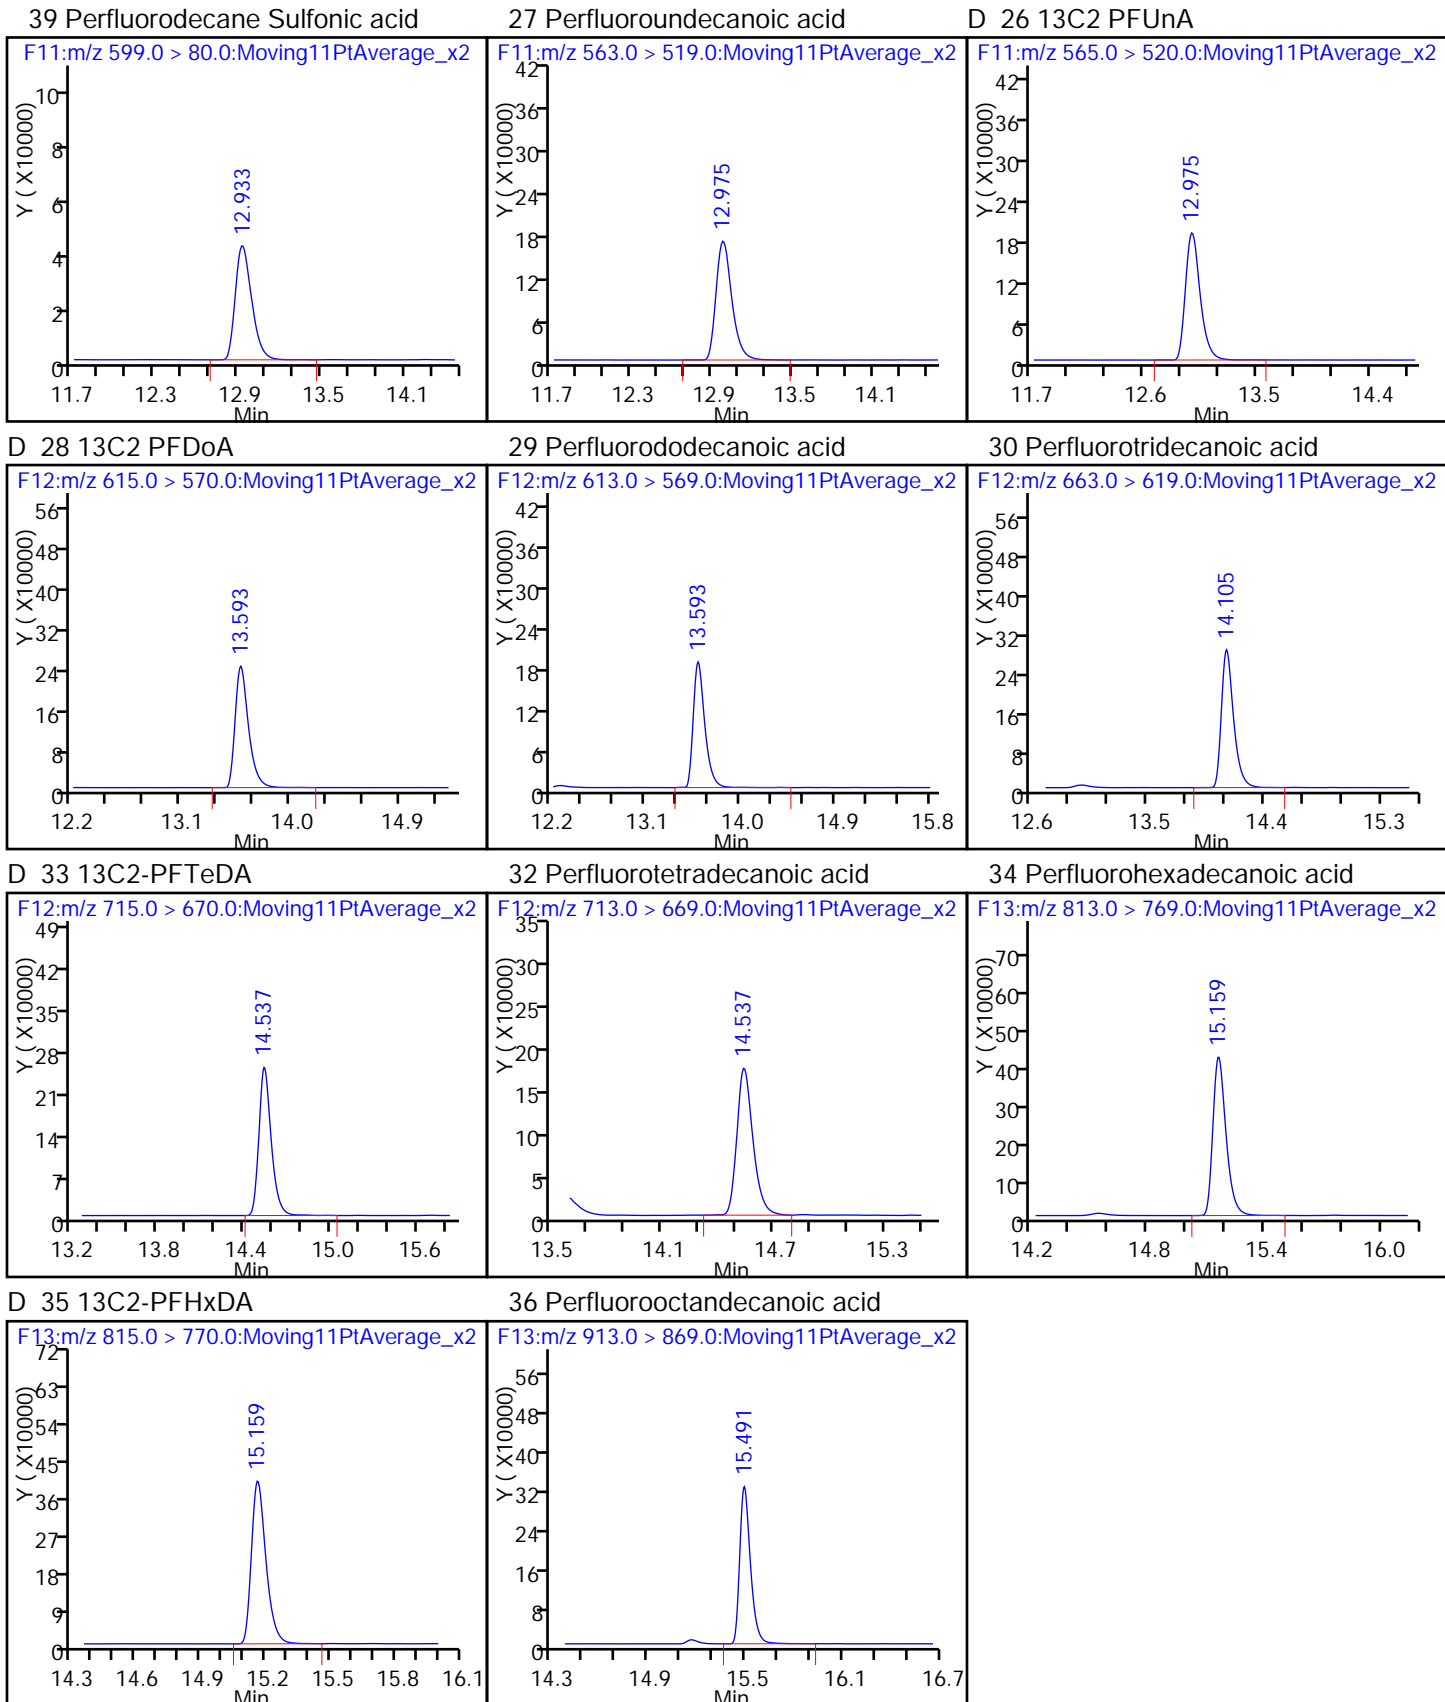 39 Perfluorodecane Sulfonic acid
F11:m/z 599.0 > 80.0:Moving11PtAverage_x2
Y ( X10000)
10
8
6
4
2
0
12.933
11.7 12.3 12.9 13.5 14.1
Min
27 Perfluoroundecanoic acid
F11:m/z 563.0 > 519.0:Moving11PtAverage_x2
Y ( X10000)
42
36
30
24
18
12
6
0
12.975
11.7 12.3 12.9 13.5 14.1
Min
D 26 13C2 PFUnA
F11:m/z 565.0 > 520.0:Moving11PtAverage_x2
Y ( X10000)
42
36
30
24
18
12
6
0
12.975
11.7 12.6 13.5 14.4
Min
D 28 13C2 PFDoA
F12:m/z 615.0 > 570.0:Moving11PtAverage_x2
Y ( X10000)
56
48
40
32
24
16
8
0
13.593
12.2 13.1 14.0 14.9
Min
29 Perfluorododecanoic acid
F12:m/z 613.0 > 569.0:Moving11PtAverage_x2
Y ( X10000)
42
36
30
24
18
12
6
0
13.593
12.2 13.1 14.0 14.9 15.8
Min
30 Perfluorotridecanoic acid
F12:m/z 663.0 > 619.0:Moving11PtAverage_x2
Y ( X10000)
56
48
40
32
24
16
8
0
14.105
12.6 13.5 14.4 15.3
Min
D 33 13C2-PFTeDA
F12:m/z 715.0 > 670.0:Moving11PtAverage_x2
Y ( X10000)
49
42
35
28
21
14
7
0
14.537
13.2 13.8 14.4 15.0 15.6
Min
32 Perfluorotetradecanoic acid
F12:m/z 713.0 > 669.0:Moving11PtAverage_x2
Y ( X10000)
35
30
25
20
15
10
5
0
14.537
13.5 14.1 14.7 15.3
Min
34 Perfluorohexadecanoic acid
F13:m/z 813.0 > 769.0:Moving11PtAverage_x2
Y ( X10000)
70
60
50
40
30
20
10
0
15.159
14.2 14.8 15.4 16.0
Min
D 35 13C2-PFHxDA
F13:m/z 815.0 > 770.0:Moving11PtAverage_x2
Y ( X10000)
72
63
54
45
36
27
18
9
0
15.159
14.3 14.6 14.9 15.2 15.5 15.8 16.1
Min
36 Perfluorooctandecanoic acid
F13:m/z 913.0 > 869.0:Moving11PtAverage_x2
Y ( X10000)
56
48
40
32
24
16
8
0
15.491
14.3 14.9 15.5 16.1 16.7
Min